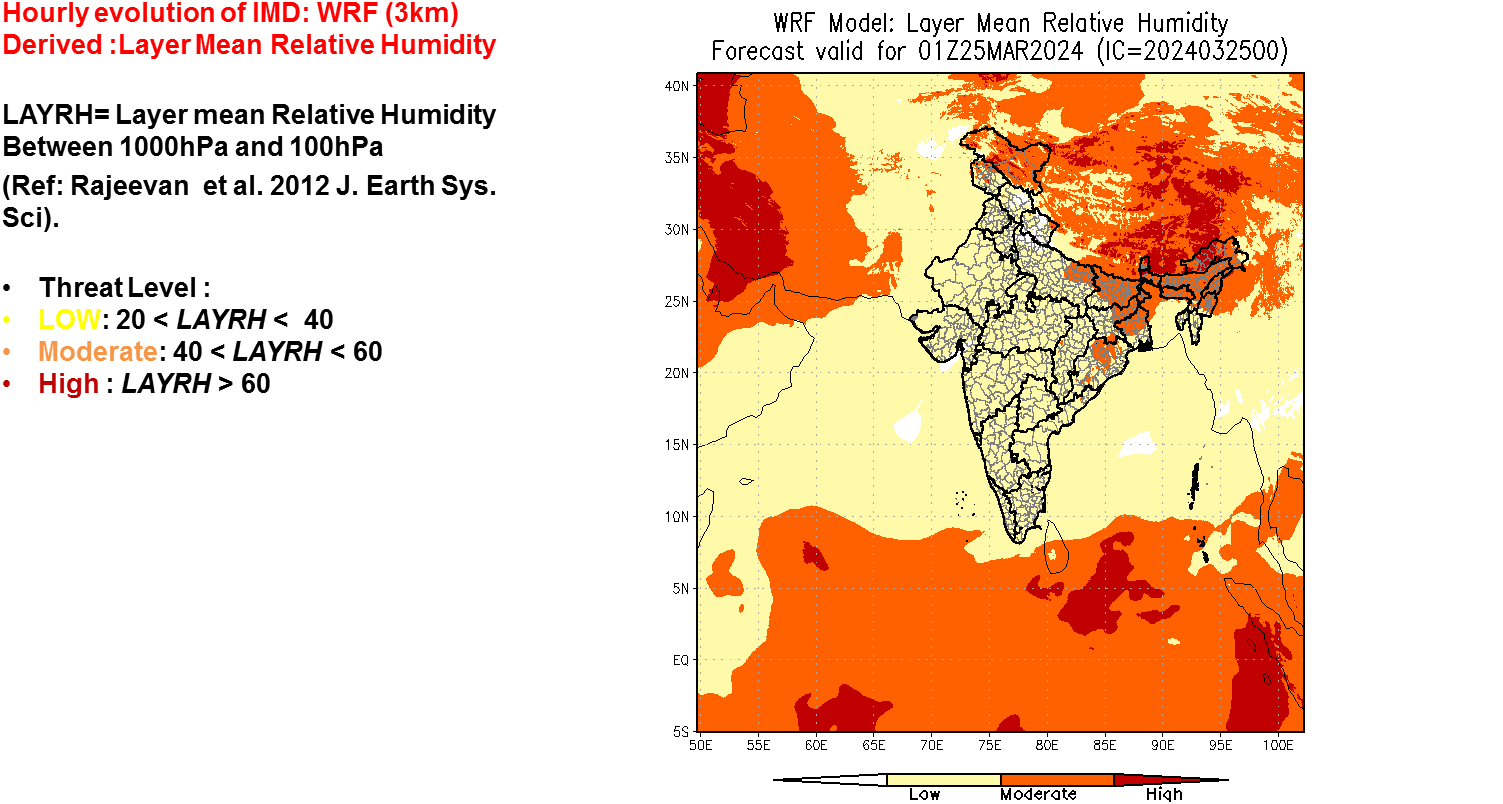 Hourly evolution of IMD: WRF (3km)
Derived :Layer Mean Relative Humidity
LAYRH= Layer mean Relative Humidity
Between 1000hPa and 100hPa
(Ref: Rajeevan et al. 2012 J. Earth Sys.
Sci).
• Threat Level :
• LOW: 20 < LAYRH < 40
• Moderate: 40 < LAYRH < 60
• High : LAYRH > 60
WRF Model: Layer Mean Relative Humidity
Forecast valid for 01Z25MAR2024 (IC=2024032500)
40N
35N
30N
25N
20N
15N
10N
5N
EQ
5S
50E 55E 60E 65E 70E 75E 80E 85E 90E 95E 100E
Low Moderate High